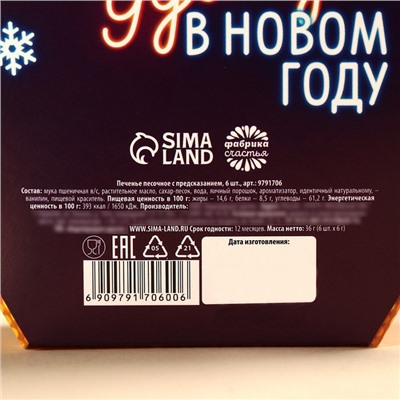 В НОВОМ
ГОДУ
SIMA
LAND
фабрика
счастья
Печенье песочное с предсказанием, 6 шт., арт. 9791706
Состав: мука пшеничная в/с, растительное масло, сахар-песок, вода, яичный порошок, ароматизатор, идентичный натуральному, –
ванилин, пищевой краситель. Пищевая ценность в 100 г: жиры – 14,6 г, белки – 8,5 г, углеводы – 61,2 г. Энергетическая
ценность в 100 г: 393 ккал / 1650 кДж. Производитель:
WWW.SIMA-LAND.RU Срок годности: 12 месяцев. Масса нетто: 36 г (6 шт. х 6 г)
EAC
05
21
Дата изготовления:
6 909791 706006